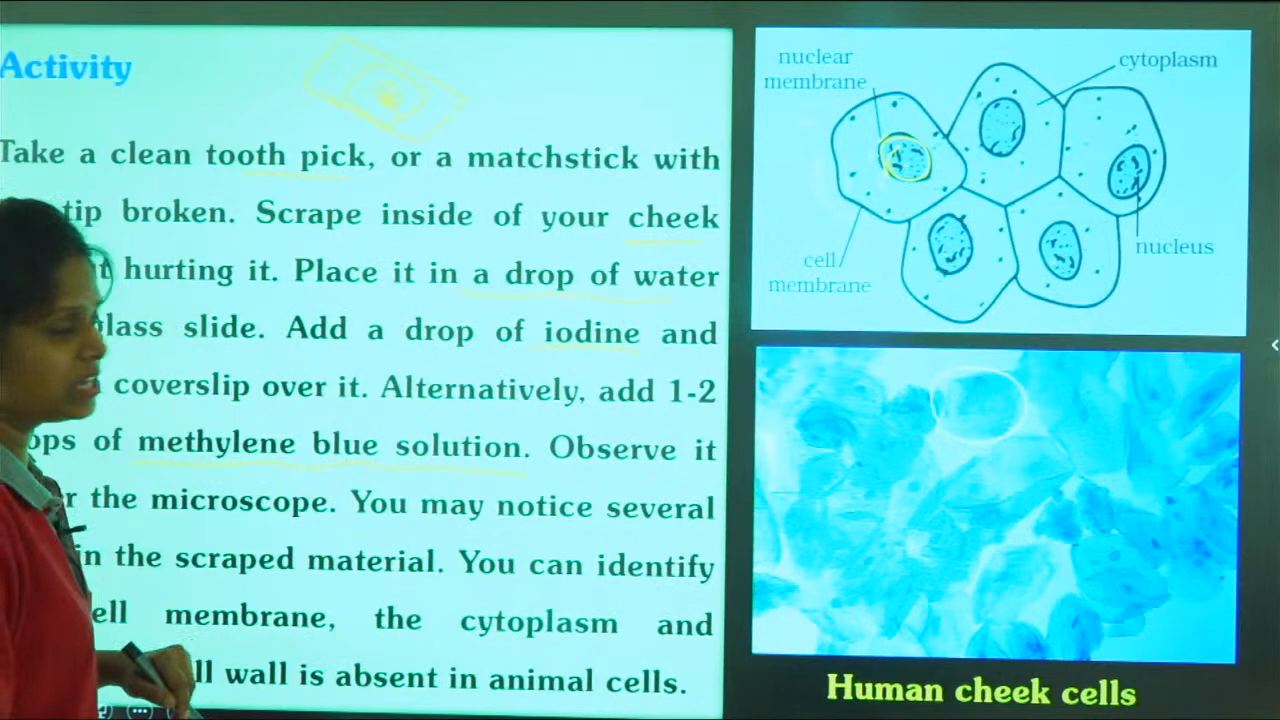 Activity
Take a clean tooth pick, or a matchstick with
tip broken. Scrape inside of your cheek
hurting it. Place it in a drop of water
slide. Add a drop of iodine and
coverslip over it. Alternatively, add 1-2
of methylene blue solution. Observe it
the microscope. You may notice several
in the scraped material. You can identify
membrane, the cytoplasm and
wall is absent in animal cells.
nuclear
membrane
cytoplasm
nucleus
cell
membrane
Human cheek cells